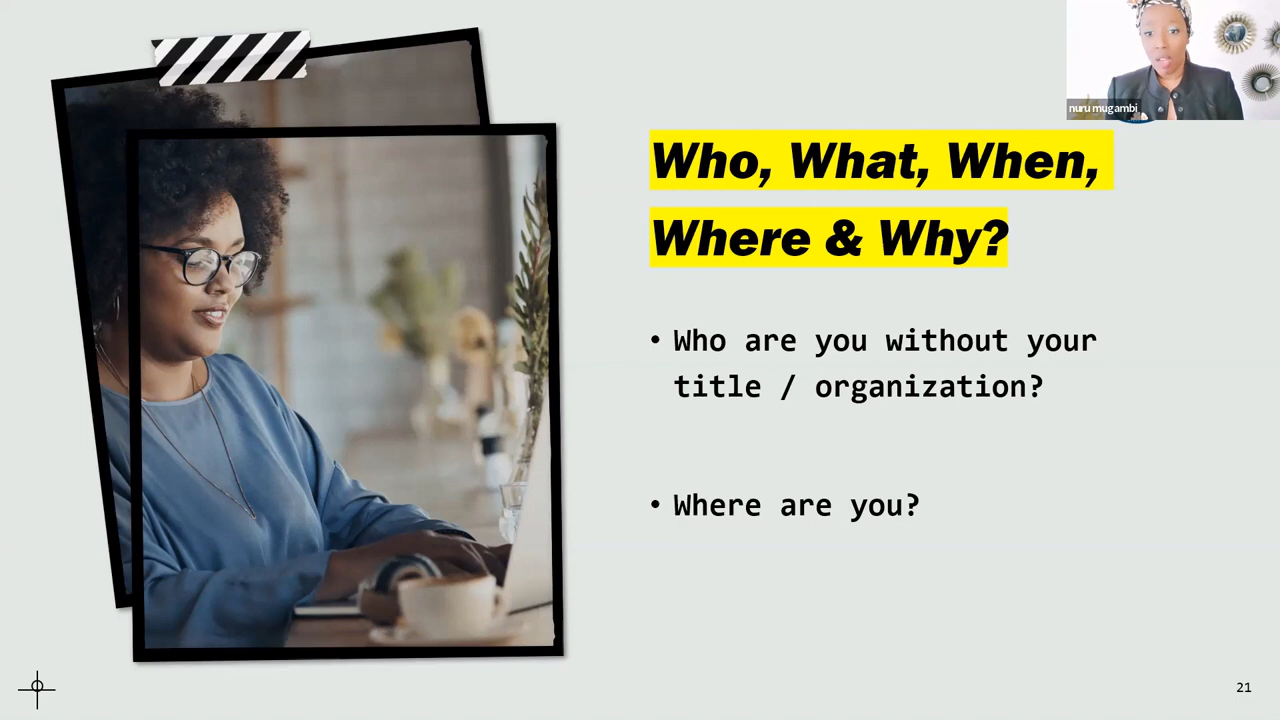 nuru mugambi
Who, What, When,
Where & Why?
• Who are you without your
title / organization?
• Where are you?
21